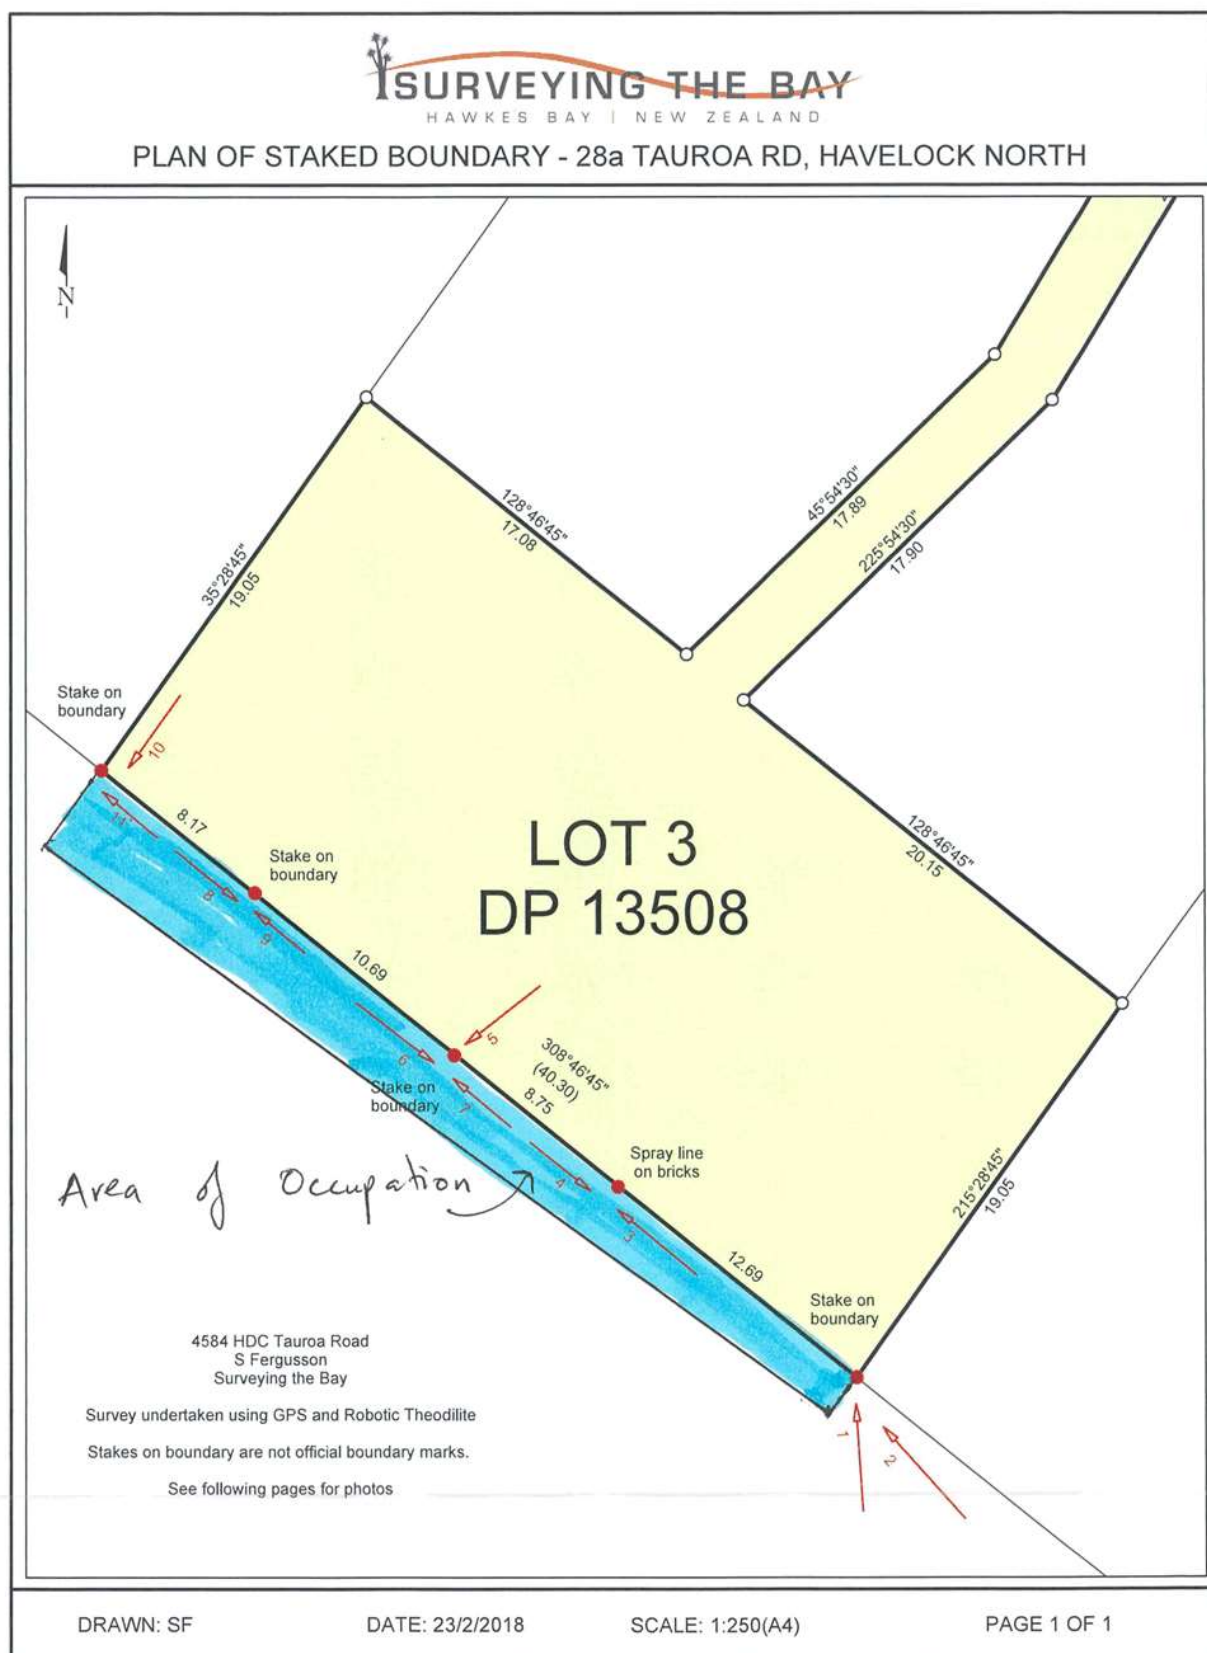 SURVEYING THE BAY
HAWKES BAY | NEW ZEALAND
PLAN OF STAKED BOUNDARY - 28a TAUROA RD, HAVELOCK NORTH
N
45°54'30"
17.89
128°46'45"
17.08
225°54'30"
17.90
35°28'45"
19.05
Stake on
boundary
10
11
8.17
8
9
Stake on
boundary
LOT 3
DP 13508
128°46'45"
20.15
10.69
5
6
308°46'45"
(40.30)
8.75
Stake on
boundary
7
Spray line
on bricks
4
3
Area of Occupation
215°28'45"
19.05
12.69
Stake on
boundary
1
2
4584 HDC Tauroa Road
S Fergusson
Surveying the Bay
Survey undertaken using GPS and Robotic Theodilite
Stakes on boundary are not official boundary marks.
See following pages for photos
DRAWN: SF
DATE: 23/2/2018
SCALE: 1:250(A4)
PAGE 1 OF 1